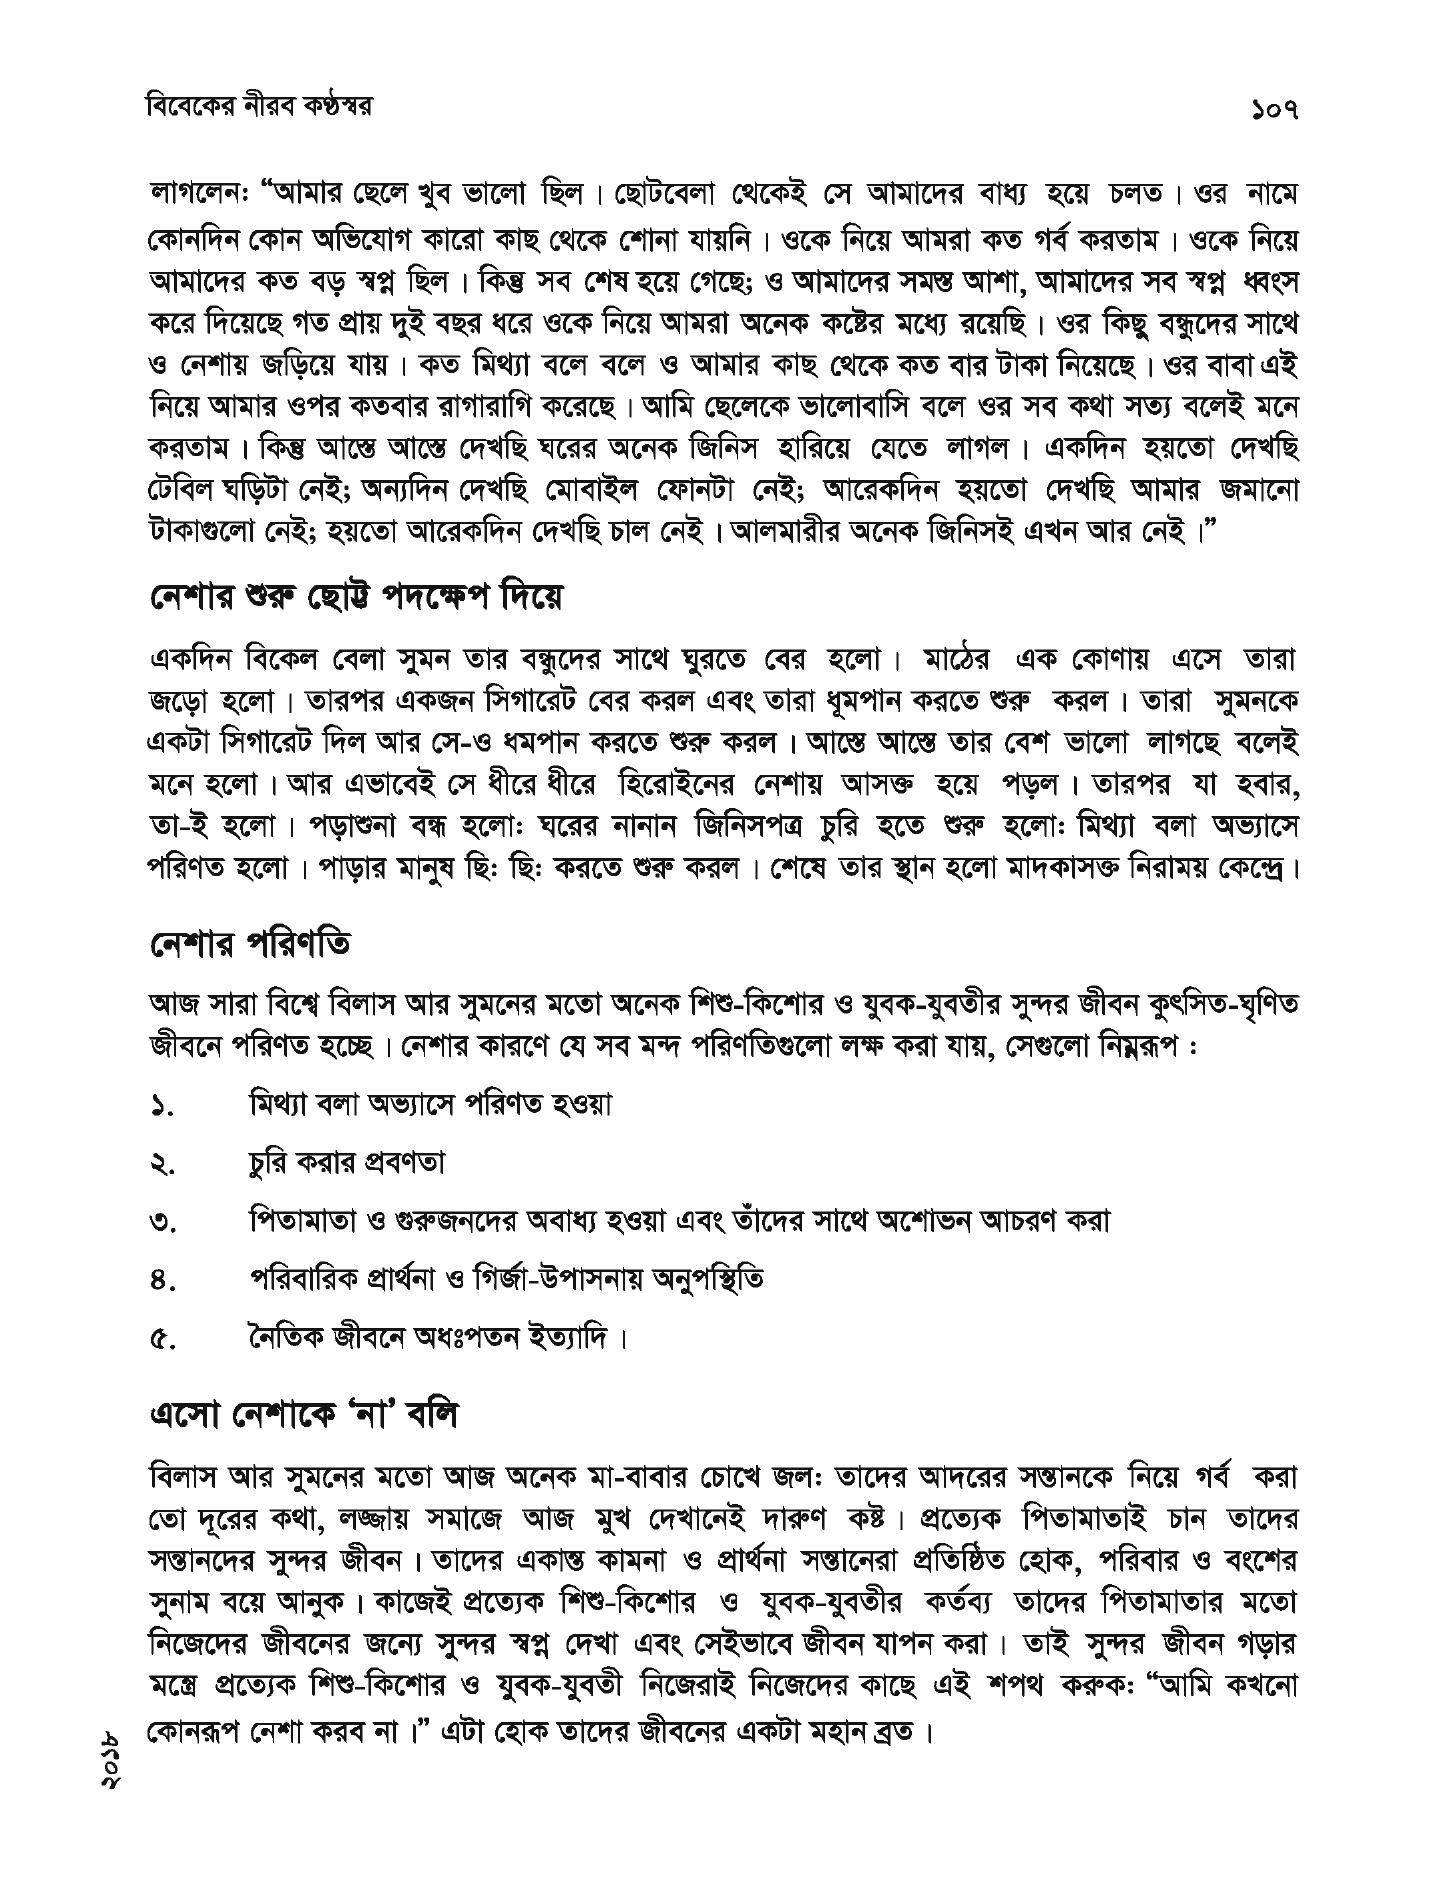 বিবেকের নীরব কণ্ঠস্বর ১০৭
লাগলেন: “আমার ছেলে খুব ভালো ছিল। ছোটবেলা থেকেই সে আমাদের বাধ্য হয়ে চলত। ওর নামে
কোনদিন কোন অভিযোগ কারো কাছ থেকে শোনা যায়নি। ওকে নিয়ে আমরা কত গর্ব করতাম। ওকে নিয়ে
আমাদের কত বড় স্বপ্ন ছিল। কিন্তু সব শেষ হয়ে গেছে; ও আমাদের সমস্ত আশা, আমাদের সব স্বপ্ন ধ্বংস
করে দিয়েছে গত প্রায় দুই বছর ধরে ওকে নিয়ে আমরা অনেক কষ্টের মধ্যে রয়েছি। ওর কিছু বন্ধুদের সাথে
ও নেশায় জড়িয়ে যায়। কত মিথ্যা বলে বলে ও আমার কাছ থেকে কত বার টাকা নিয়েছে। ওর বাবা এই
নিয়ে আমার ওপর কতবার রাগারাগি করেছে। আমি ছেলেকে ভালোবাসি বলে ওর সব কথা সত্য বলেই মনে
করতাম। কিন্তু আস্তে আস্তে দেখছি ঘরের অনেক জিনিস হারিয়ে যেতে লাগল। একদিন হয়তো দেখছি
টেবিল ঘড়িটা নেই; অন্যদিন দেখছি মোবাইল ফোনটা নেই; আরেকদিন হয়তো দেখছি আমার জমানো
টাকাগুলো নেই; হয়তো আরেকদিন দেখছি চাল নেই। আলমারীর অনেক জিনিসই এখন আর নেই।”
নেশার শুরু ছোট্ট পদক্ষেপ দিয়ে
একদিন বিকেল বেলা সুমন তার বন্ধুদের সাথে ঘুরতে বের হলো। মাঠের এক কোণায় এসে তারা
জড়ো হলো। তারপর একজন সিগারেট বের করল এবং তারা ধূমপান করতে শুরু করল। তারা সুমনকে
একটা সিগারেট দিল আর সে-ও ধমপান করতে শুরু করল। আস্তে আস্তে তার বেশ ভালো লাগছে বলেই
মনে হলো। আর এভাবেই সে ধীরে ধীরে হিরোইনের নেশায় আসক্ত হয়ে পড়ল। তারপর যা হবার,
তা-ই হলো। পড়াশুনা বন্ধ হলো: ঘরের নানান জিনিসপত্র চুরি হতে শুরু হলো: মিথ্যা বলা অভ্যাসে
পরিণত হলো। পাড়ার মানুষ ছি: ছি: করতে শুরু করল। শেষে তার স্থান হলো মাদকাসক্ত নিরাময় কেন্দ্রে।
নেশার পরিণতি
আজ সারা বিশ্বে বিলাস আর সুমনের মতো অনেক শিশু-কিশোর ও যুবক-যুবতীর সুন্দর জীবন কুৎসিত-ঘৃণিত
জীবনে পরিণত হচ্ছে। নেশার কারণে যে সব মন্দ পরিণতিগুলো লক্ষ করা যায়, সেগুলো নিম্নরূপ :
১. মিথ্যা বলা অভ্যাসে পরিণত হওয়া
২. চুরি করার প্রবণতা
৩. পিতামাতা ও গুরুজনদের অবাধ্য হওয়া এবং তাঁদের সাথে অশোভন আচরণ করা
৪. পরিবারিক প্রার্থনা ও গির্জা-উপাসনায় অনুপস্থিতি
৫. নৈতিক জীবনে অধঃপতন ইত্যাদি।
এসো নেশাকে ‘না’ বলি
বিলাস আর সুমনের মতো আজ অনেক মা-বাবার চোখে জল: তাদের আদরের সন্তানকে নিয়ে গর্ব করা
তো দূরের কথা, লজ্জায় সমাজে আজ মুখ দেখানেই দারুণ কষ্ট। প্রত্যেক পিতামাতাই চান তাদের
সন্তানদের সুন্দর জীবন। তাদের একান্ত কামনা ও প্রার্থনা সন্তানেরা প্রতিষ্ঠিত হোক, পরিবার ও বংশের
সুনাম বয়ে আনুক। কাজেই প্রত্যেক শিশু-কিশোর ও যুবক-যুবতীর কর্তব্য তাদের পিতামাতার মতো
নিজেদের জীবনের জন্যে সুন্দর স্বপ্ন দেখা এবং সেইভাবে জীবন যাপন করা। তাই সুন্দর জীবন গড়ার
মন্ত্রে প্রত্যেক শিশু-কিশোর ও যুবক-যুবতী নিজেরাই নিজেদের কাছে এই শপথ করুক: “আমি কখনো
কোনরূপ নেশা করব না।” এটা হোক তাদের জীবনের একটা মহান ব্রত।
২০১৮